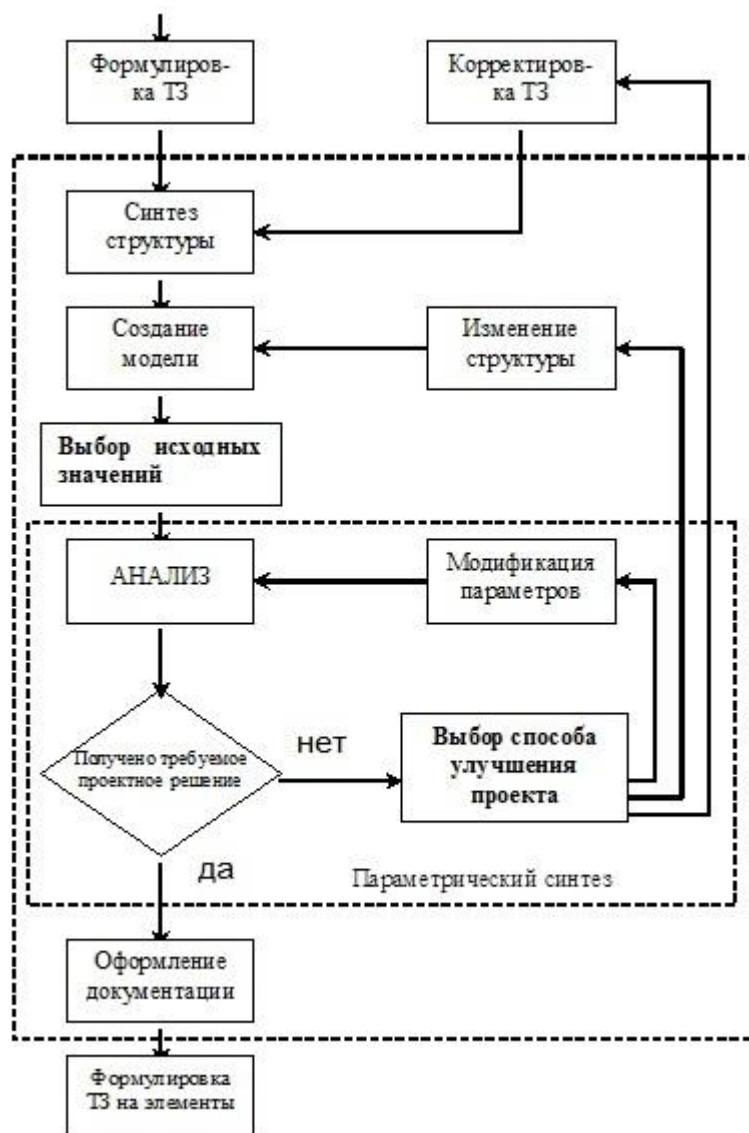 Формулиров-
ка ТЗ
Корректиров-
ка ТЗ
Синтез
структуры
Создание
модели
Изменение
структуры
Выбор исходных
значений
АНАЛИЗ
Модификация
параметров
Получено требуемое
проектное решение
нет
Выбор способа
улучшения
проекта
да
Параметрический синтез
Оформление
документации
Формулировка
ТЗ на элементы